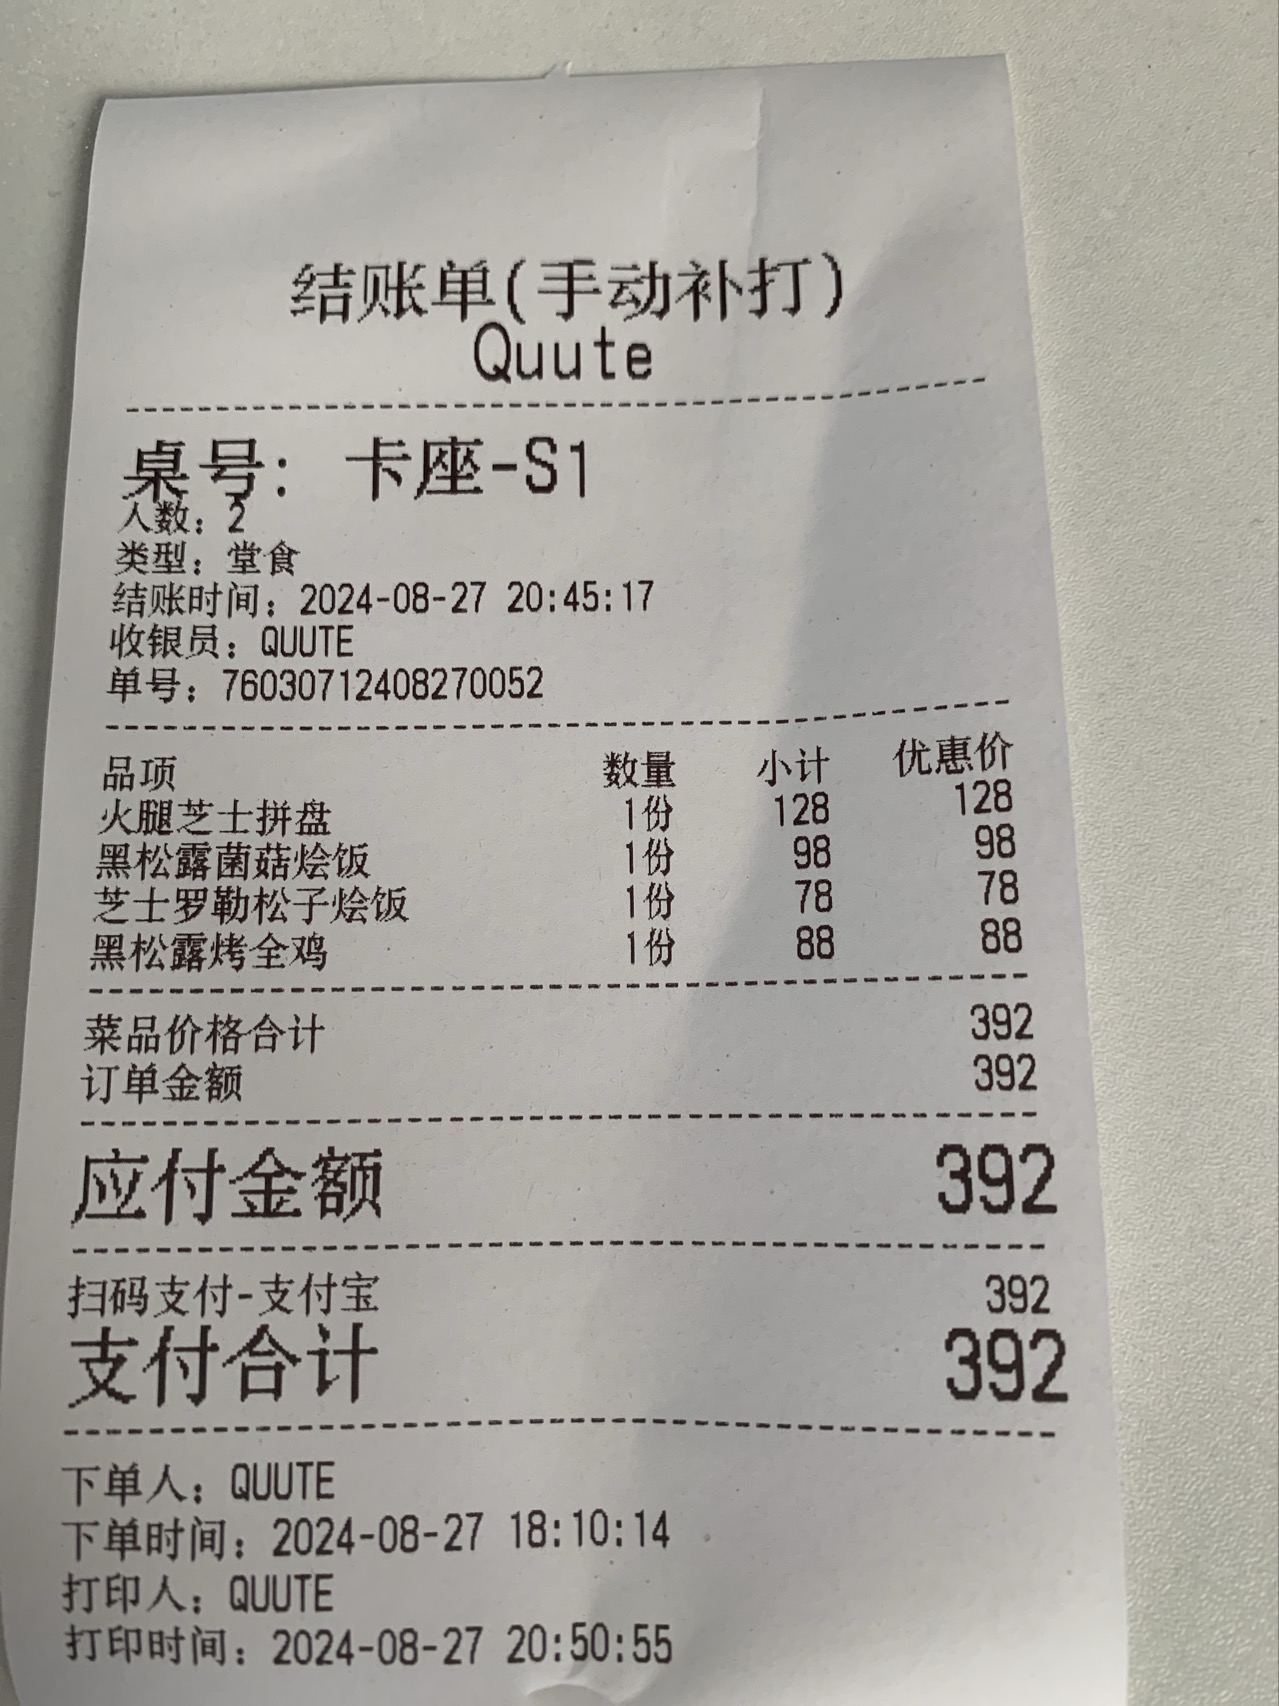 结账单(手动补打)
Quute
桌号: 卡座-S1
人数: 2
类型: 堂食
结账时间: 2024-08-27 20:45:17
收银员: QUUTE
单号: 76030712408270052
品项 数量 小计 优惠价
火腿芝士拼盘 1份 128 128
黑松露菌菇烩饭 1份 98 98
芝士罗勒松子烩饭 1份 78 78
黑松露烤全鸡 1份 88 88
菜品价格合计 392
订单金额 392
应付金额 392
扫码支付-支付宝 392
支付合计 392
下单人: QUUTE
下单时间: 2024-08-27 18:10:14
打印人: QUUTE
打印时间: 2024-08-27 20:50:55